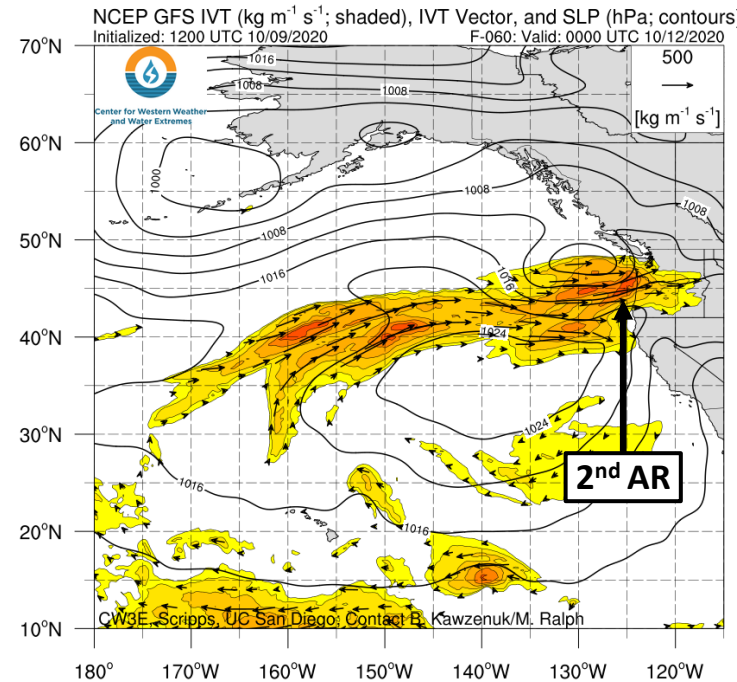 NCEP GFS IVT (kg m⁻¹ s⁻¹; shaded), IVT Vector, and SLP (hPa; contours)
Initialized: 1200 UTC 10/09/2020 F-060: Valid: 0000 UTC 10/12/2020
70°N
1016
500
1008
1008
[kg m⁻¹ s⁻¹]
Center for Western Weather
and Water Extremes
60°N
1000
1008
1008
1008
50°N
1016
1016
40°N
1024
30°N
1024
2nd AR
1016
20°N
1016
10°N
CW3E, Scripps, UC San Diego; Contact B. Kawzenuk/M. Ralph
180° 170°W 160°W 150°W 140°W 130°W 120°W